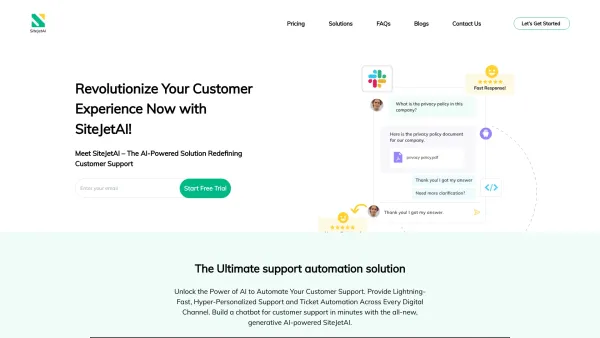 SiteJetAI
Pricing
Solutions
FAQs
Blogs
Contact Us
Let's Get Started
Revolutionize Your Customer
Experience Now with
SiteJetAI!
Meet SiteJetAI – The AI-Powered Solution Redefining
Customer Support
Enter your email
Start Free Trial
Fast Response!
What is the privacy policy in this
company?
Here is the privacy policy document
for our company.
privacy policy.pdf
Thank you! I got my answer
Need more clarification?
Thank you! I got my answer.
The Ultimate support automation solution
Unlock the Power of AI to Automate Your Customer Support. Provide Lightning-
Fast, Hyper-Personalized Support and Ticket Automation Across Every Digital
Channel. Build a chatbot for customer support in minutes with the all-new,
generative AI-powered SiteJetAI.